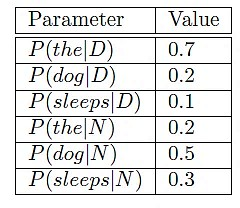 Parameter Value
P(the|D) 0.7
P(dog|D) 0.2
P(sleeps|D) 0.1
P(the|N) 0.2
P(dog|N) 0.5
P(sleeps|N) 0.3